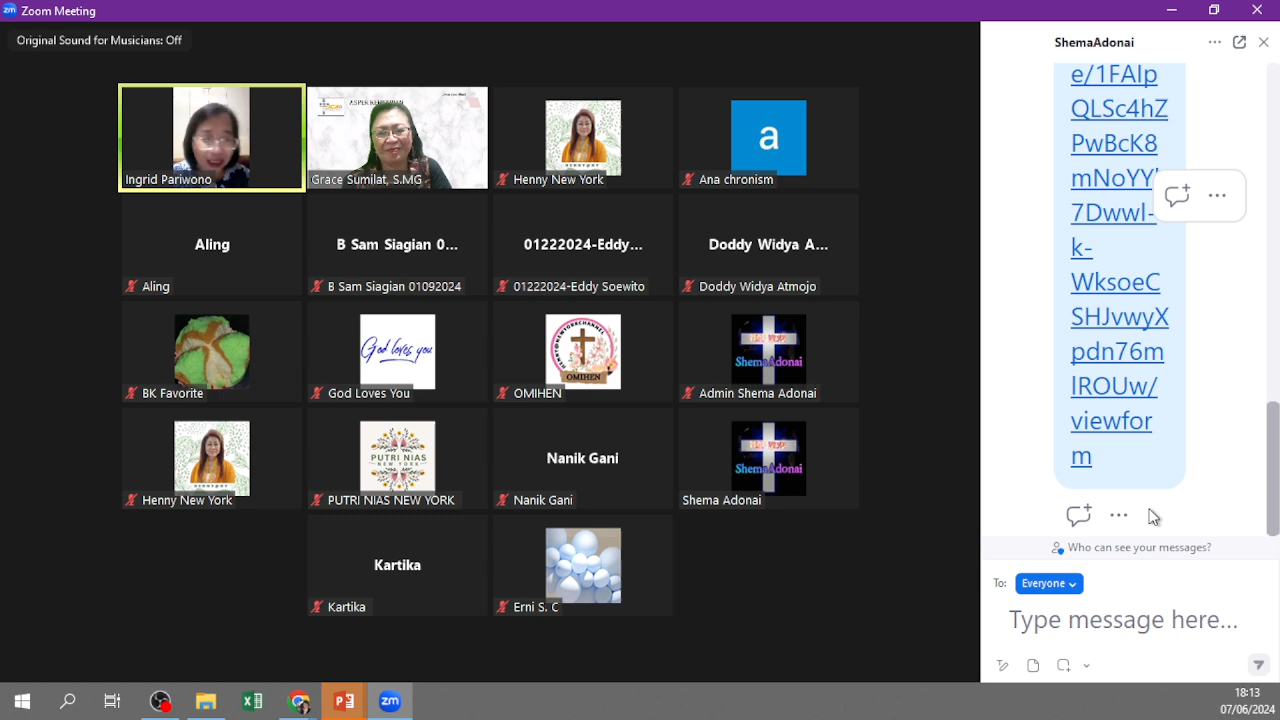 Zoom Meeting
Original Sound for Musicians: Off
ShemaAdonai
Ingrid Pariwono
Grace Sumilat, S.MG
Henny New York
a
Ana chronism
Aling
Aling
B Sam Siagian 0...
B Sam Siagian 01092024
01222024-Eddy...
01222024-Eddy Soewito
Doddy Widya A...
Doddy Widya Atmojo
BK Favorite
God loves you
God Loves You
OMIHEN
OMIHEN
ShemaAdonai
Admin Shema Adonai
Henny New York
PUTRI NIAS
NEW YORK
PUTRI NIAS NEW YORK
Nanik Gani
Nanik Gani
ShemaAdonai
Shema Adonai
Kartika
Kartika
Erni S. C
e/1FAIp
QLSc4hZ
PwBcK8
mNoYY
7Dwwl-
k-
WksoeC
SHJvwyX
pdn76m
lROUw/
viewfor
m
Who can see your messages?
To: Everyone
Type message here...
18:13
07/06/2024